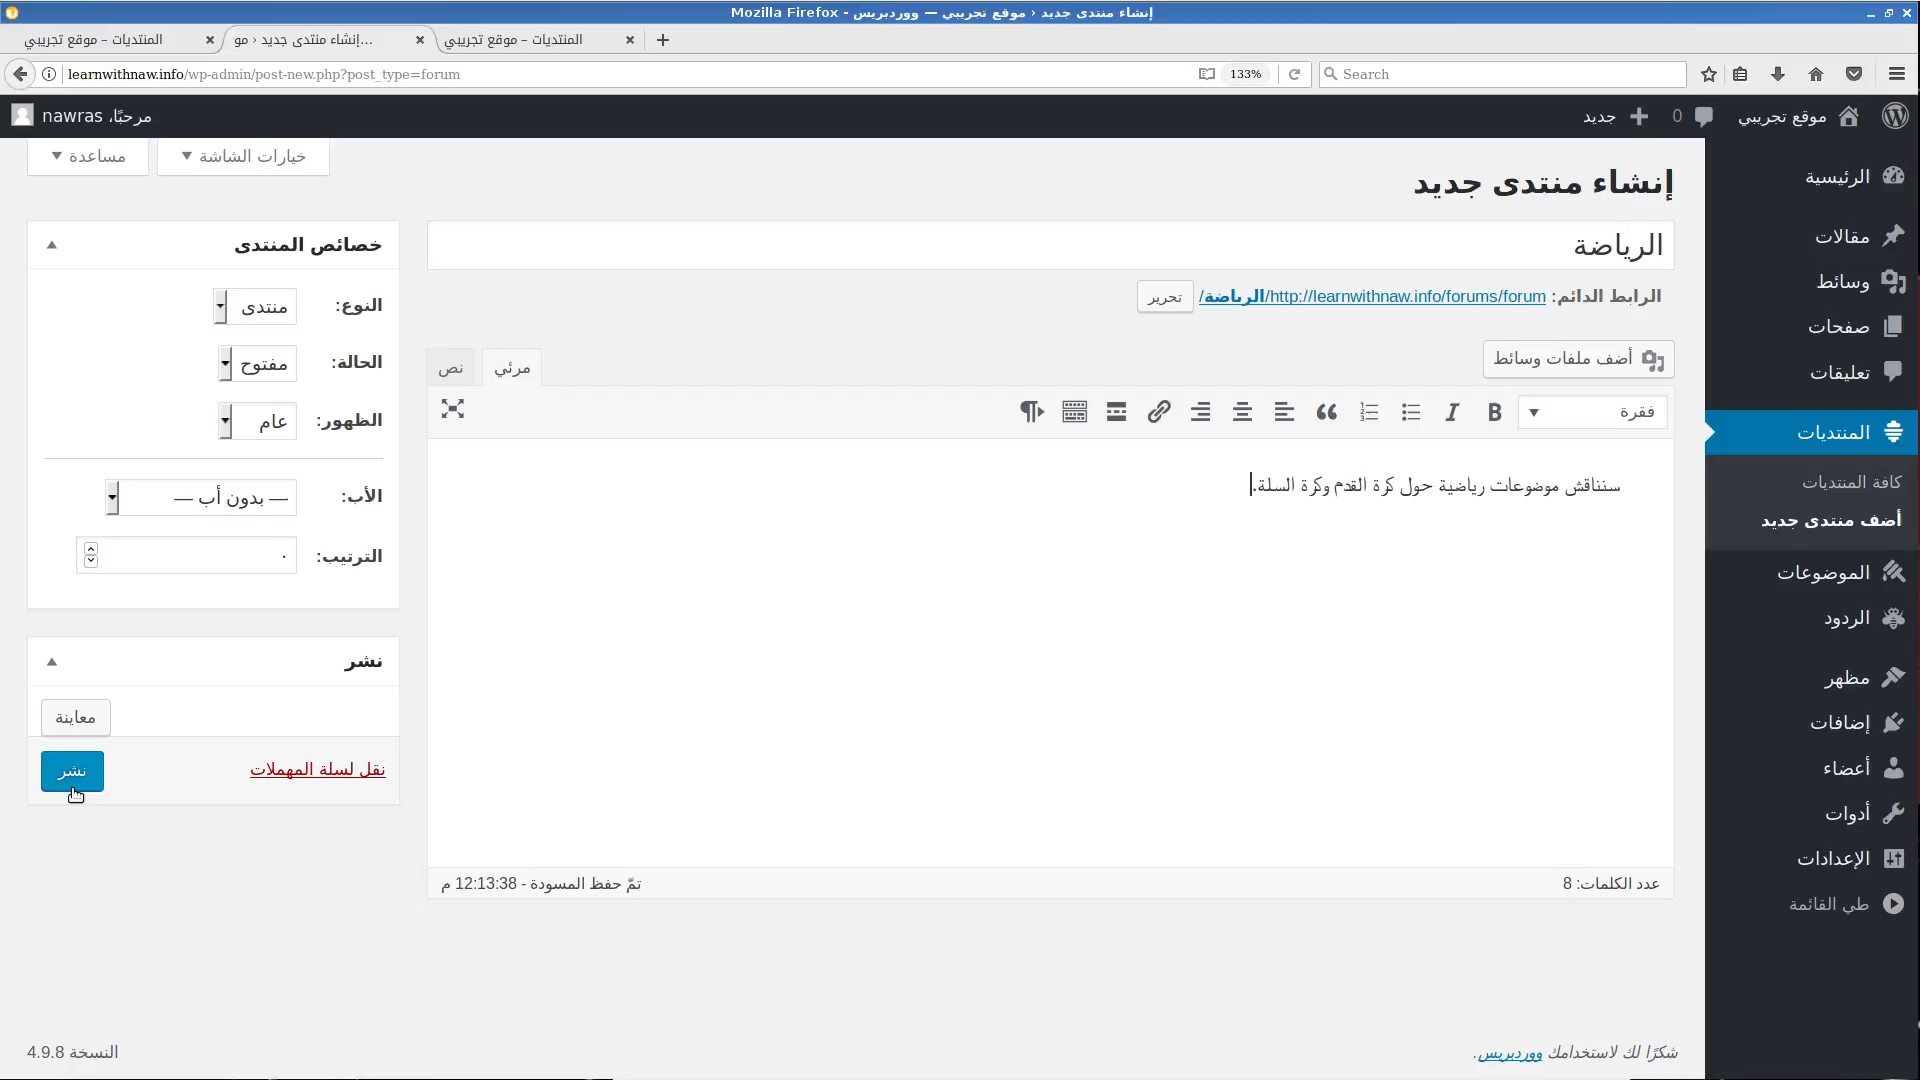 إنشاء منتدى جديد ‹ موقع تجريبي — ووردبريس - Mozilla Firefox
المنتديات – موقع تجريبي
إنشاء منتدى جديد ‹ مو...
المنتديات – موقع تجريبي
learnwithnaw.info/wp-admin/post-new.php?post_type=forum
133%
Search
موقع تجريبي
0
جديد
مرحبًا، nawras
خيارات الشاشة
مساعدة
الرئيسية
مقالات
وسائط
صفحات
تعليقات
المنتديات
كافة المنتديات
أضف منتدى جديد
الموضوعات
الردود
مظهر
إضافات
أعضاء
أدوات
الإعدادات
طي القائمة
إنشاء منتدى جديد
الرياضة
الرابط الدائم: http://learnwithnaw.info/forums/forum/الرياضة/ تحرير
أضف ملفات وسائط
مرئي
نص
فقرة
سنناقش موضوعات رياضية حول كرة القدم وكرة السلة.
عدد الكلمات: 8
تمّ حفظ المسودة - 12:13:38 م
خصائص المنتدى
النوع: منتدى
الحالة: مفتوح
الظهور: عام
الأب: — بدون أب —
الترتيب: ٠
نشر
معاينة
نقل لسلة المهملات
نشر
شكرًا لك لاستخدامك ووردبريس.
النسخة 4.9.8